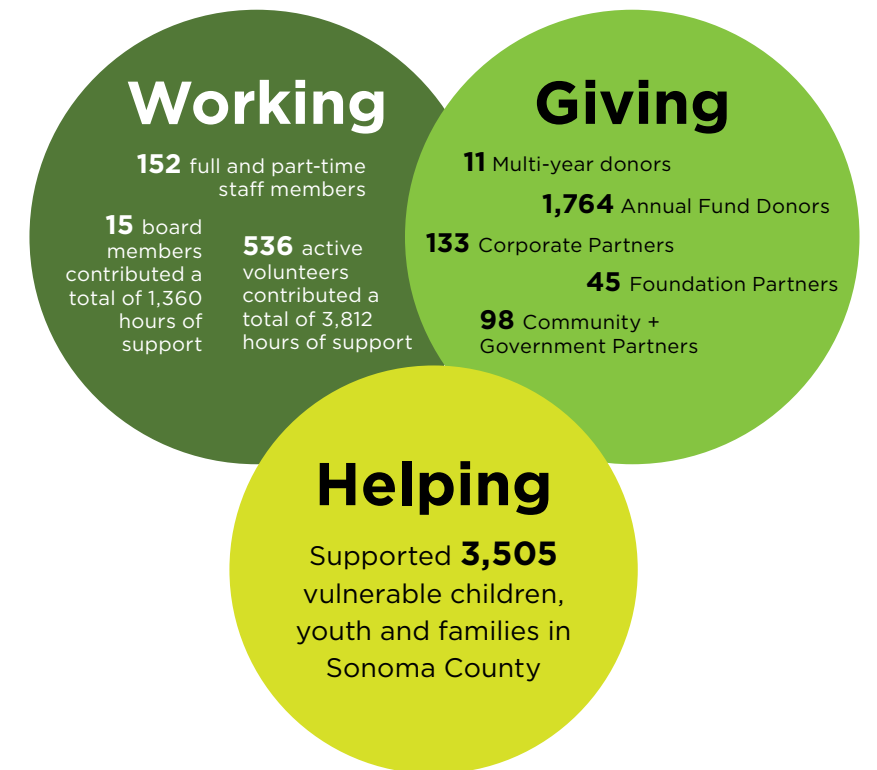 Working
152 full and part-time
staff members
15 board
members
contributed a
total of 1,360
hours of
support
536 active
volunteers
contributed a
total of 3,812
hours of support
Giving
11 Multi-year donors
1,764 Annual Fund Donors
133 Corporate Partners
45 Foundation Partners
98 Community +
Government Partners
Helping
Supported 3,505
vulnerable children,
youth and families in
Sonoma County